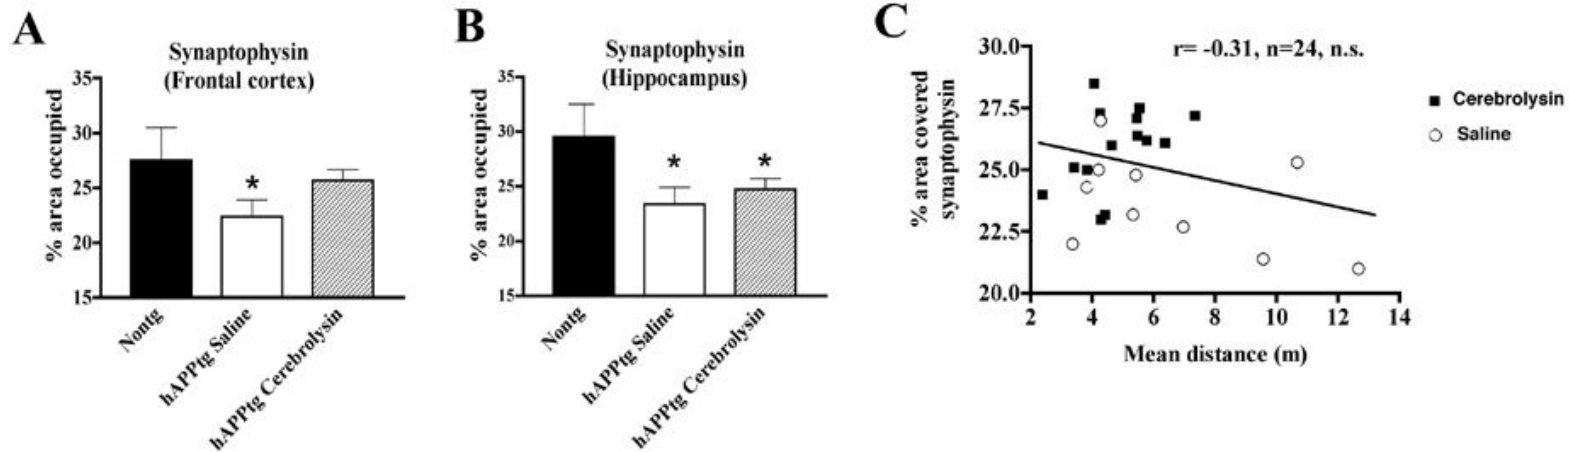 A
Synaptophysin
(Frontal cortex)
% area occupied
35
30
25
20
15
*
Nontg
hAPPtg Saline
hAPPtg Cerebrolysin
B
Synaptophysin
(Hippocampus)
% area occupied
35
30
25
20
15
*
*
Nontg
hAPPtg Saline
hAPPtg Cerebrolysin
C
r= -0.31, n=24, n.s.
% area covered
synaptophysin
30.0
27.5
25.0
22.5
20.0
2 4 6 8 10 12 14
Mean distance (m)
Cerebrolysin
Saline